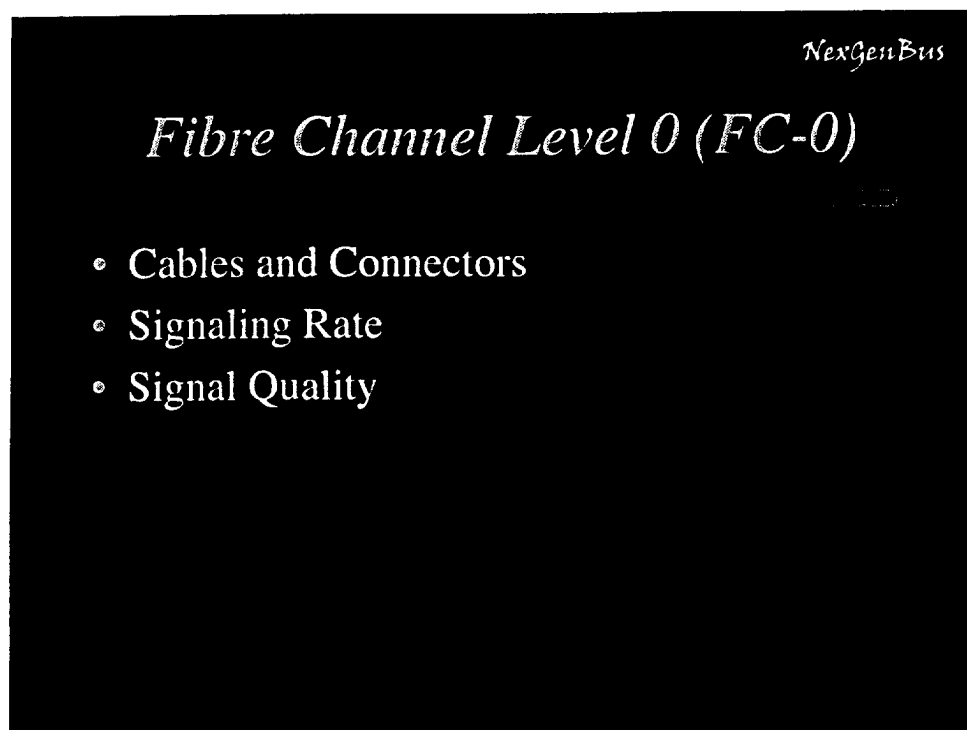 NexGenBus
Fibre Channel Level 0 (FC-0)
• Cables and Connectors
• Signaling Rate
• Signal Quality